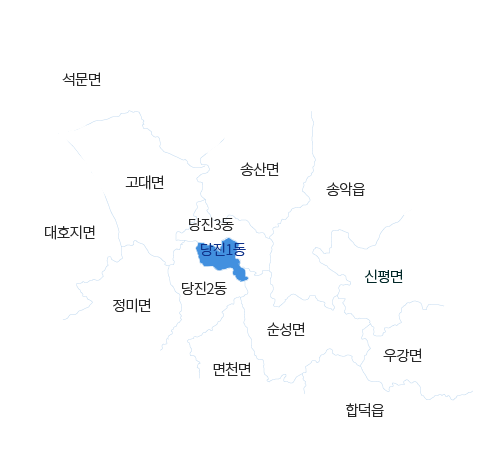 석문면
송산면
고대면
송악읍
당진3동
대호지면
당진1동
신평면
당진2동
정미면
순성면
우강면
면천면
합덕읍